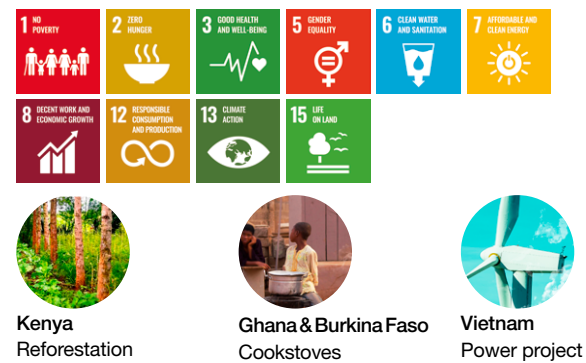 1 NO
POVERTY
2 ZERO
HUNGER
3 GOOD HEALTH
AND WELL-BEING
5 GENDER
EQUALITY
6 CLEAN WATER
AND SANITATION
7 AFFORDABLE AND
CLEAN ENERGY
8 DECENT WORK AND
ECONOMIC GROWTH
12 RESPONSIBLE
CONSUMPTION
AND PRODUCTION
13 CLIMATE
ACTION
15 LIFE
ON LAND
Kenya
Reforestation
Ghana & Burkina Faso
Cookstoves
Vietnam
Power project